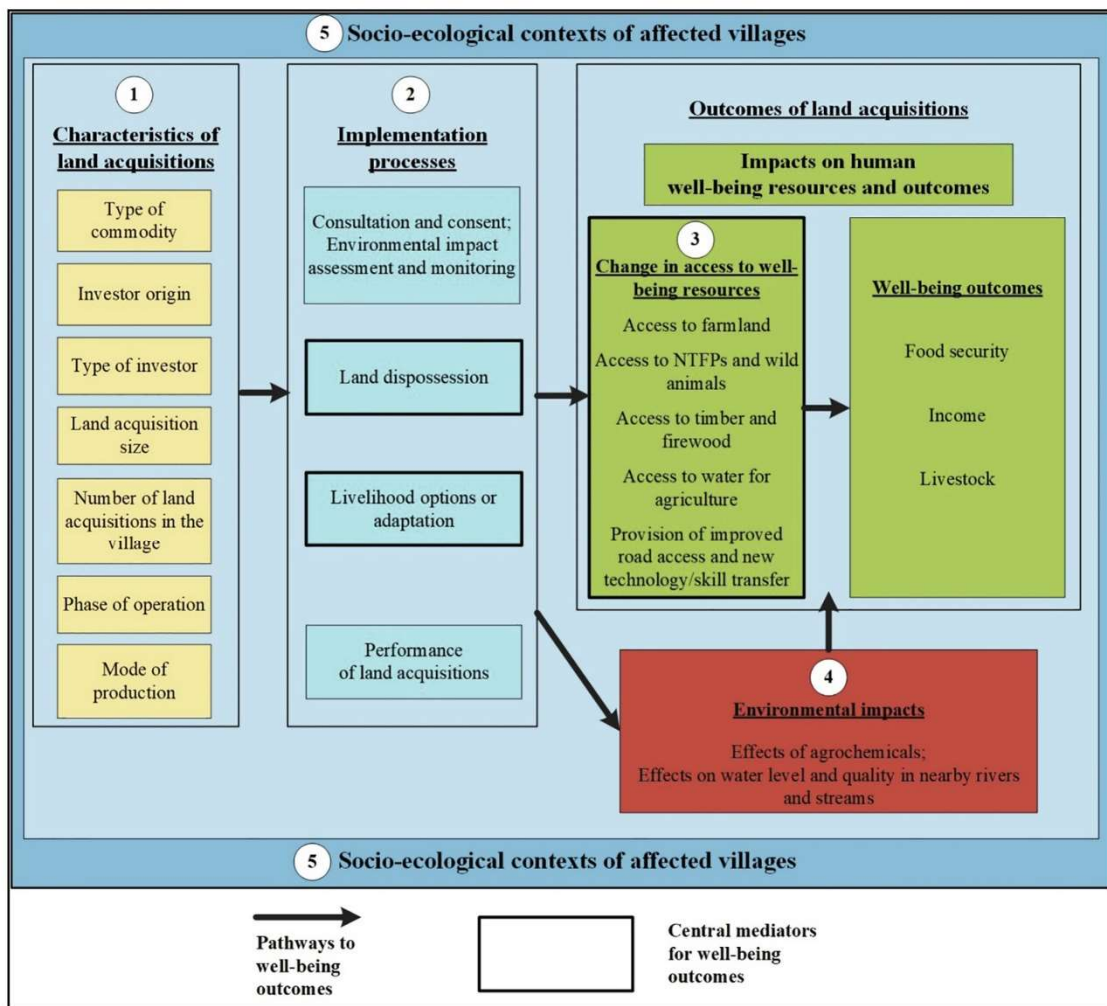 5 Socio-ecological contexts of affected villages
1
Characteristics of
land acquisitions
Type of
commodity
Investor origin
Type of investor
Land acquisition
size
Number of land
acquisitions in the
village
Phase of operation
Mode of
production
2
Implementation
processes
Consultation and consent;
Environmental impact
assessment and monitoring
Land dispossession
Livelihood options or
adaptation
Performance
of land acquisitions
Outcomes of land acquisitions
Impacts on human
well-being resources and outcomes
3
Change in access to well-
being resources
Access to farmland
Access to NTFPs and wild
animals
Access to timber and
firewood
Access to water for
agriculture
Provision of improved
road access and new
technology/skill transfer
Well-being outcomes
Food security
Income
Livestock
4
Environmental impacts
Effects of agrochemicals;
Effects on water level and quality in nearby rivers
and streams
5 Socio-ecological contexts of affected villages
Pathways to
well-being
outcomes
Central mediators
for well-being
outcomes